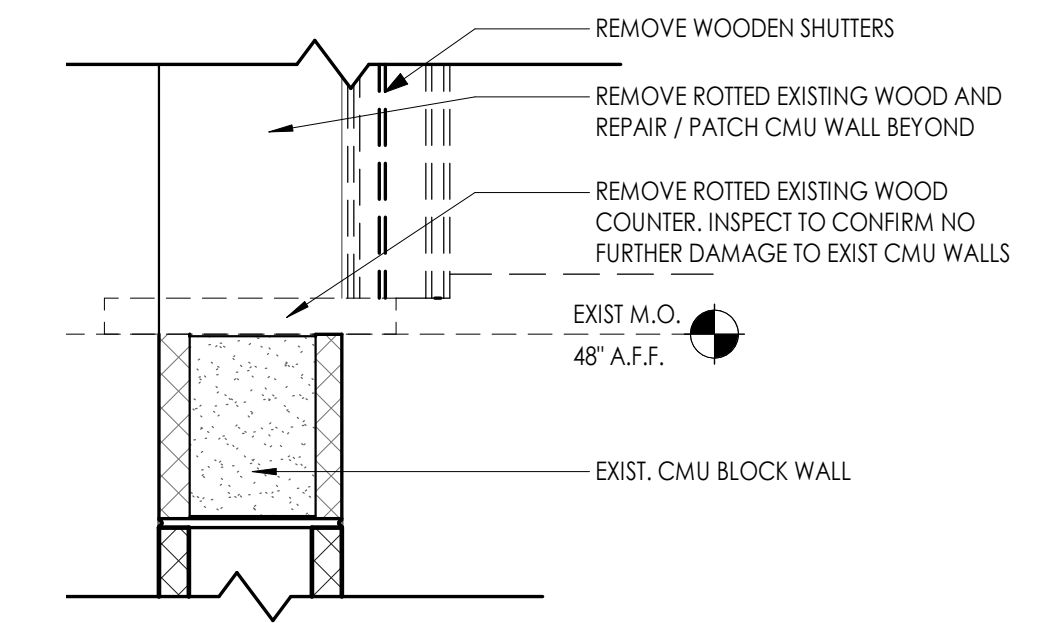 REMOVE WOODEN SHUTTERS
REMOVE ROTTED EXISTING WOOD AND
REPAIR / PATCH CMU WALL BEYOND
REMOVE ROTTED EXISTING WOOD
COUNTER. INSPECT TO CONFIRM NO
FURTHER DAMAGE TO EXIST CMU WALLS
EXIST M.O.
48" A.F.F.
EXIST. CMU BLOCK WALL